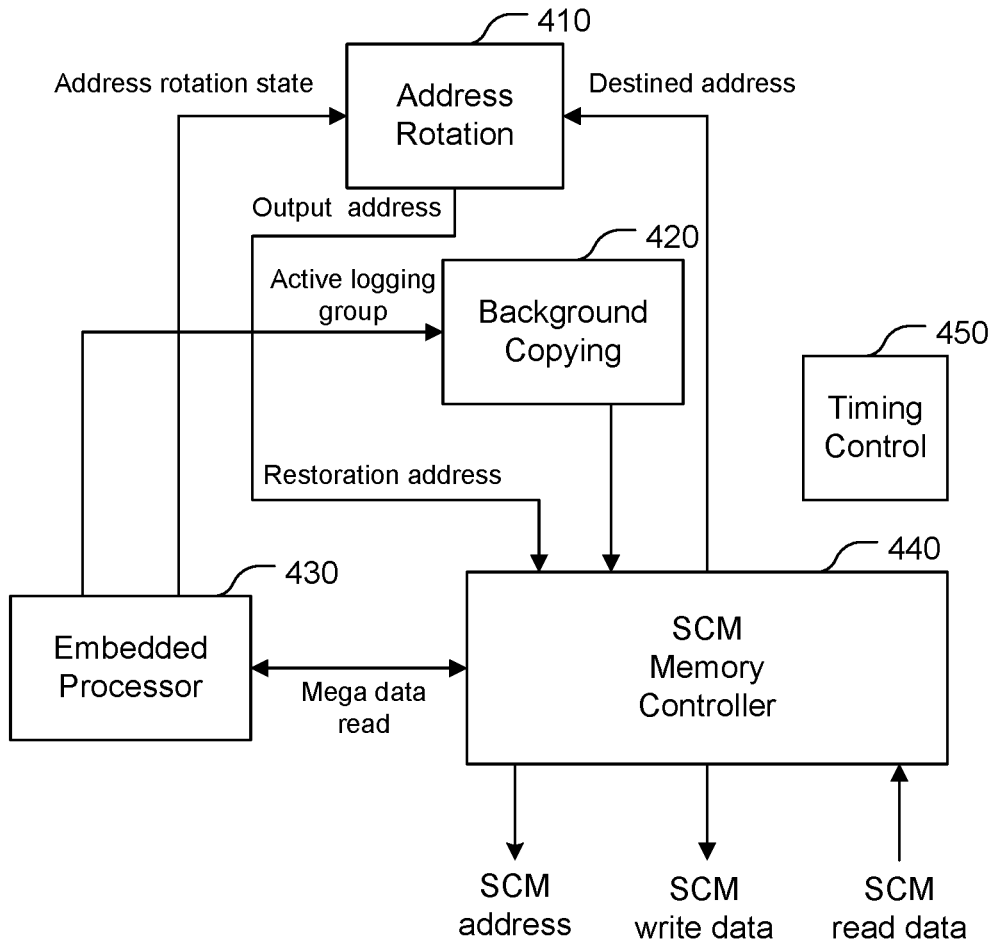 410
Address rotation state
Address
Rotation
Destined address
Output address
420
Active logging
group
Background
Copying
450
Timing
Control
Restoration address
430
440
Embedded
Processor
SCM
Memory
Controller
Mega data
read
SCM
address
SCM
write data
SCM
read data